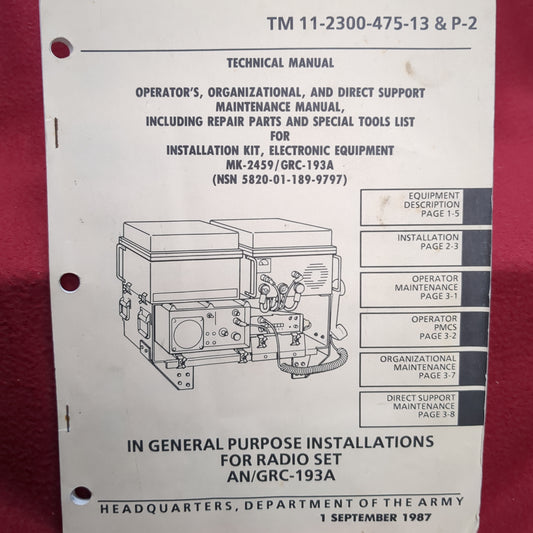 TM 11-2300-475-13 & P-2
TECHNICAL MANUAL
OPERATOR'S, ORGANIZATIONAL, AND DIRECT SUPPORT
MAINTENANCE MANUAL,
INCLUDING REPAIR PARTS AND SPECIAL TOOLS LIST
FOR
INSTALLATION KIT, ELECTRONIC EQUIPMENT
MK-2459/GRC-193A
(NSN 5820-01-189-9797)
EQUIPMENT
DESCRIPTION
PAGE 1-5
INSTALLATION
PAGE 2-3
OPERATOR
MAINTENANCE
PAGE 3-1
OPERATOR
PMCS
PAGE 3-2
ORGANIZATIONAL
MAINTENANCE
PAGE 3-7
DIRECT SUPPORT
MAINTENANCE
PAGE 3-8
IN GENERAL PURPOSE INSTALLATIONS
FOR RADIO SET
AN/GRC-193A
HEADQUARTERS, DEPARTMENT OF THE ARMY
1 SEPTEMBER 1987